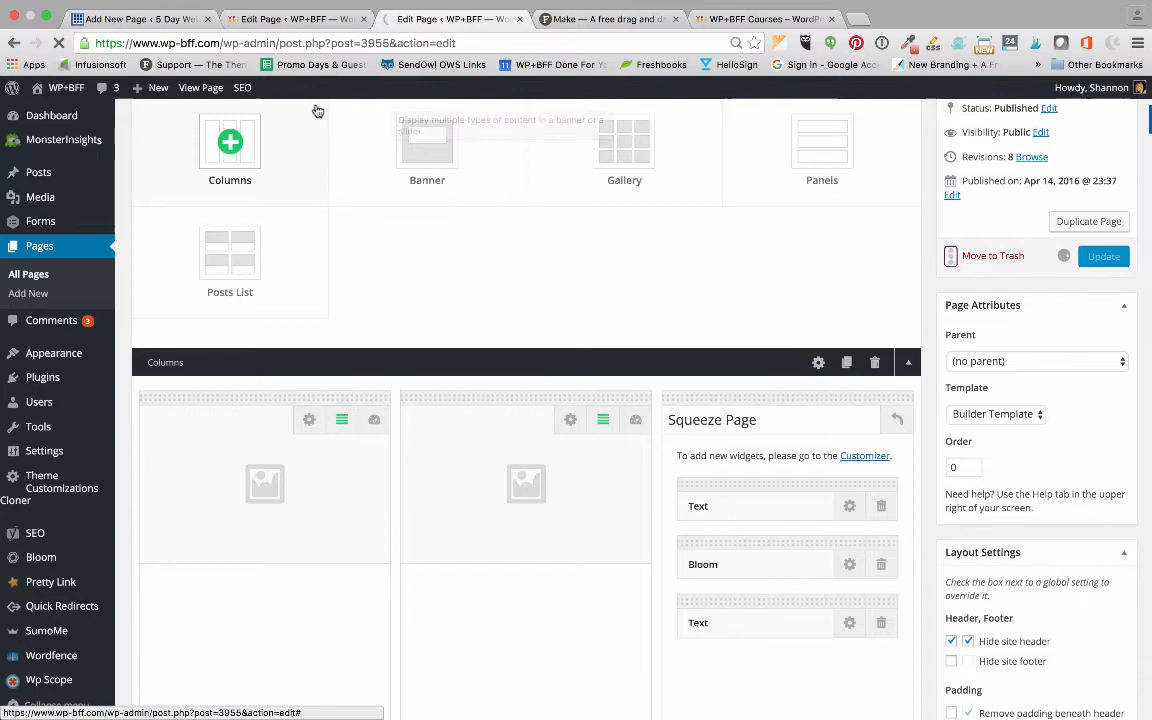 Add New Page ‹ 5 Day Web
Edit Page ‹ WP+BFF — Wo
Edit Page ‹ WP+BFF — Wo
Make — A free drag and dr
WP+BFF Courses – WordPr
https://www.wp-bff.com/wp-admin/post.php?post=3955&action=edit
Apps
Infusionsoft
Support — The Them
Promo Days & Guest
SendOwl OWS Links
WP+BFF Done For Yo
Freshbooks
HelloSign
Sign in - Google Acco
New Branding + A Fr
»
Other Bookmarks
WP+BFF
3
New
View Page
SEO
Howdy, Shannon
Dashboard
MonsterInsights
Posts
Media
Forms
Pages
All Pages
Add New
Comments 3
Appearance
Plugins
Users
Tools
Settings
Theme
Customizations
Cloner
SEO
Bloom
Pretty Link
Quick Redirects
SumoMe
Wordfence
Wp Scope
Collapse menu
Display multiple types of content in a banner or a
slider.
Columns
Banner
Gallery
Panels
Posts List
Columns
Squeeze Page
To add new widgets, please go to the Customizer.
Text
Bloom
Text
Status: Published Edit
Visibility: Public Edit
Revisions: 8 Browse
Published on: Apr 14, 2016 @ 23:37
Edit
Duplicate Page
Move to Trash
Update
Page Attributes
Parent
(no parent)
Template
Builder Template
Order
0
Need help? Use the Help tab in the upper
right of your screen.
Layout Settings
Check the box next to a global setting to
override it.
Header, Footer
Hide site header
Hide site footer
Padding
Remove padding beneath header
https://www.wp-bff.com/wp-admin/post.php?post=3955&action=edit#